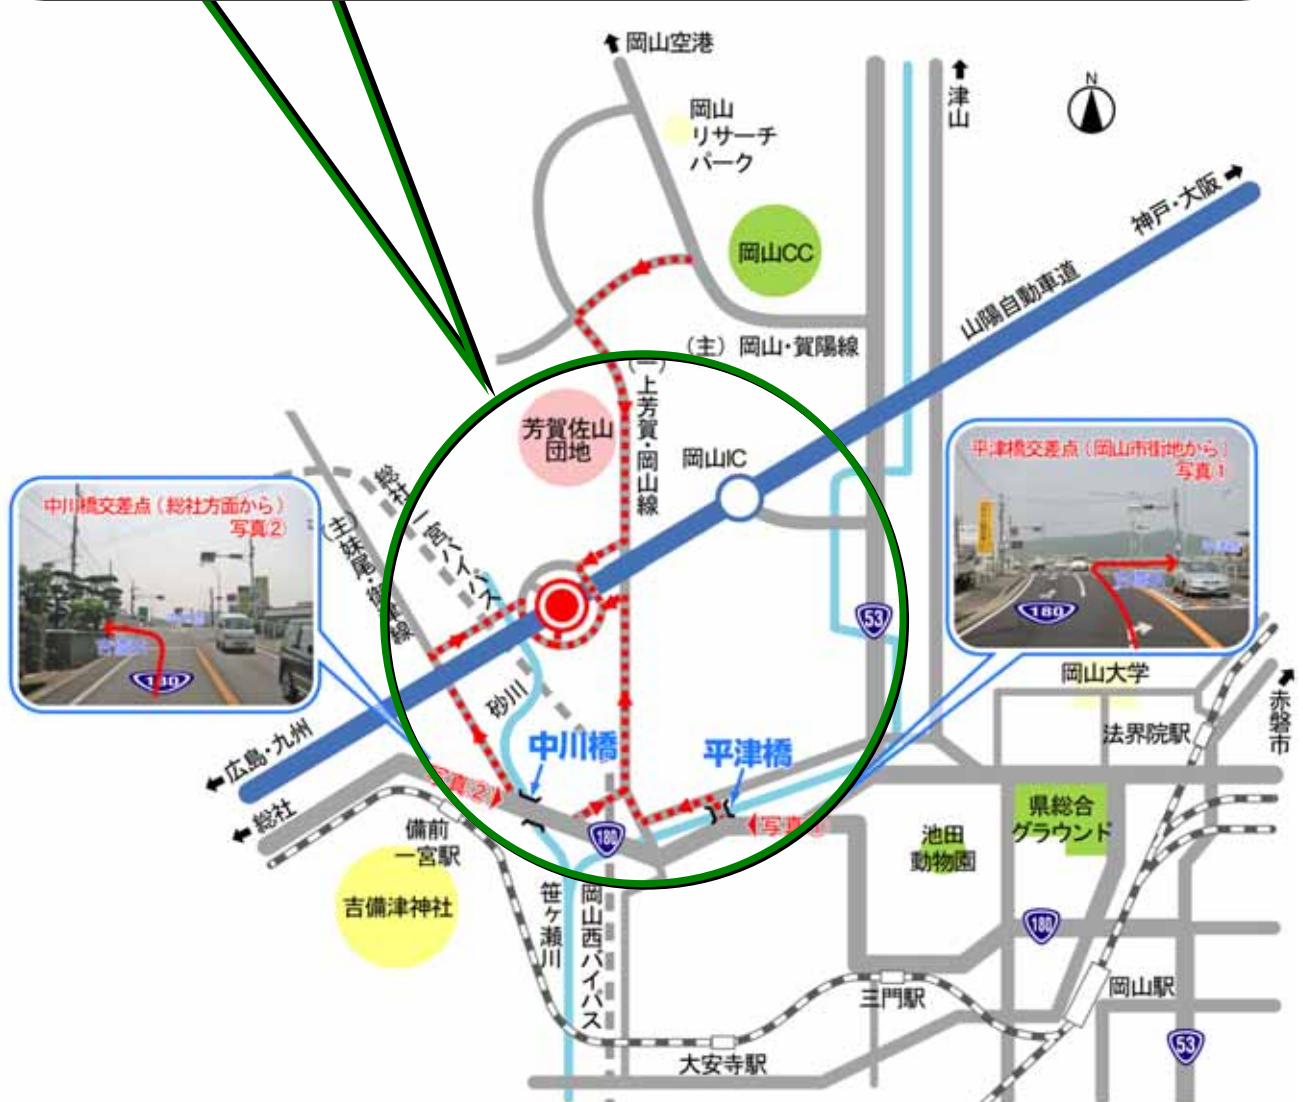 岡山空港
岡山
リサーチ
パーク
津山
N
神戸・大阪
岡山CC
山陽自動車道
(主) 岡山・賀陽線
(一)上芳賀・岡山線
芳賀佐山
団地
岡山IC
平津橋交差点(岡山市街地から)
写真1
180
総社一宮バイパス
中川橋交差点(総社方面から)
写真②
180
(主)妹尾・御津線
53
岡山大学
赤磐市
法界院駅
砂川
中川橋
平津橋
広島・九州
総社
写真②
写真①
180
備前
一宮駅
県総合
グラウンド
池田
動物園
吉備津神社
笹ヶ瀬川
岡山西バイパス
180
三門駅
岡山駅
大安寺駅
53